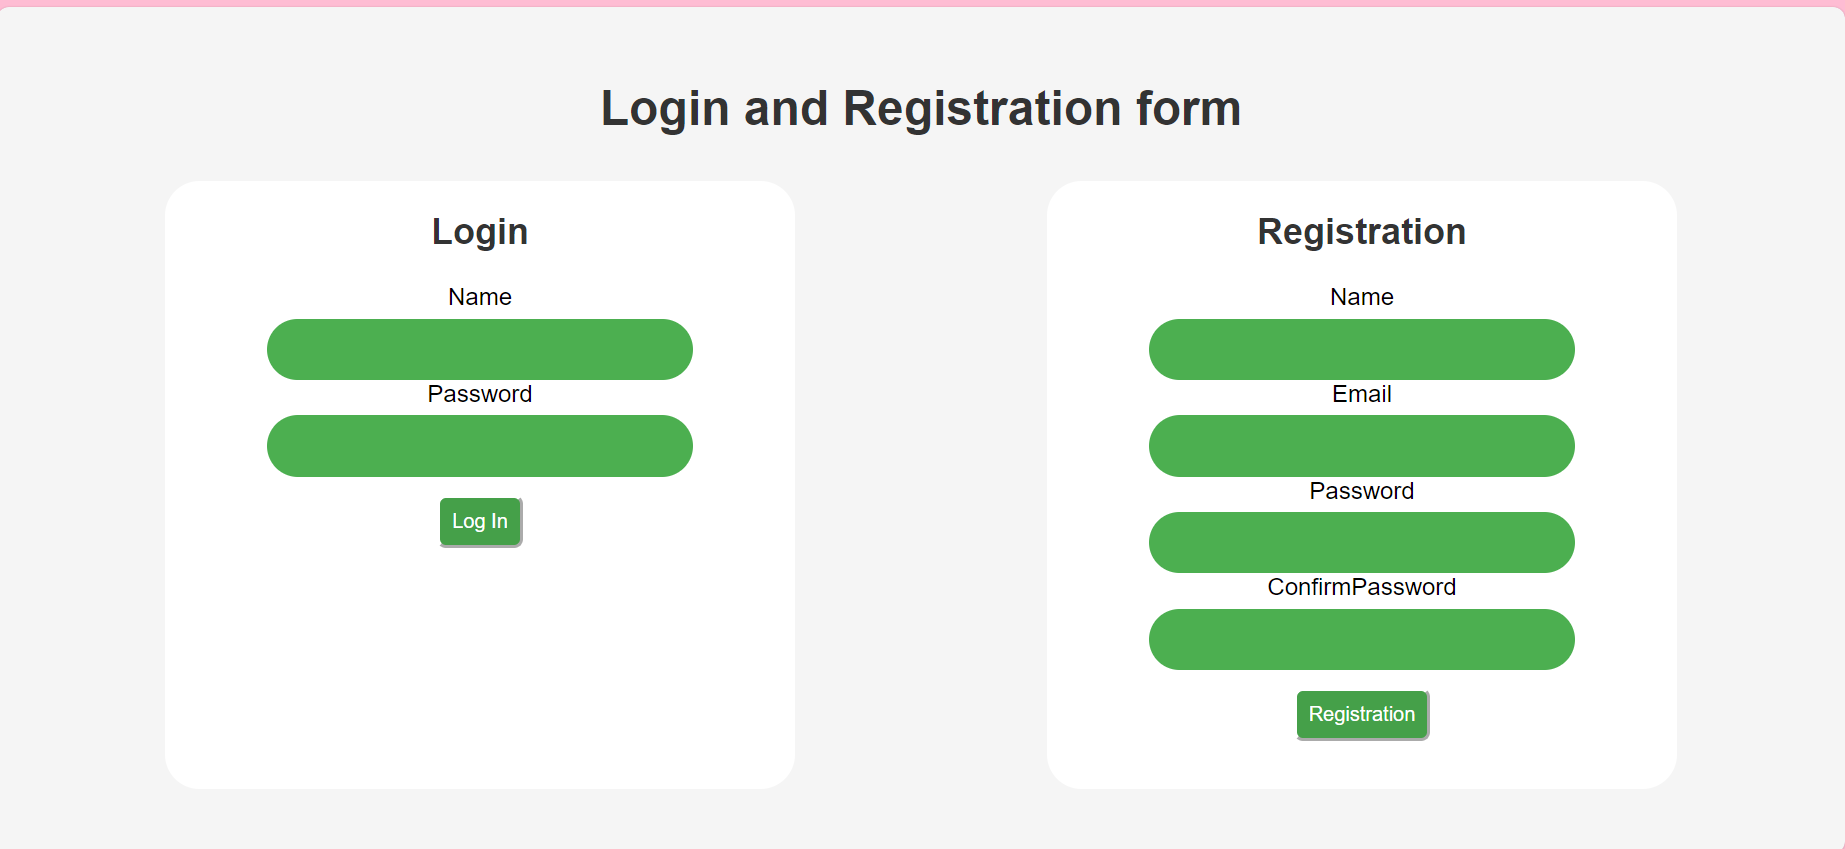 Login and Registration form
Login
Name
Password
Log In
Registration
Name
Email
Password
ConfirmPassword
Registration